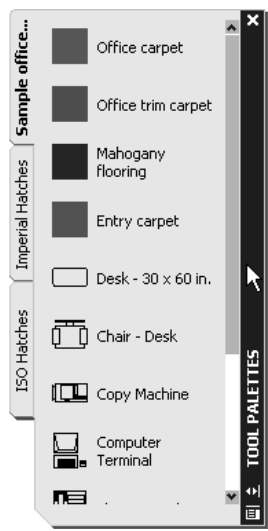 Sample office...
Imperial Hatches
ISO Hatches
Office carpet
Office trim carpet
Mahogany
flooring
Entry carpet
Desk - 30 x 60 in.
Chair - Desk
Copy Machine
Computer
Terminal
TOOL PALETTES